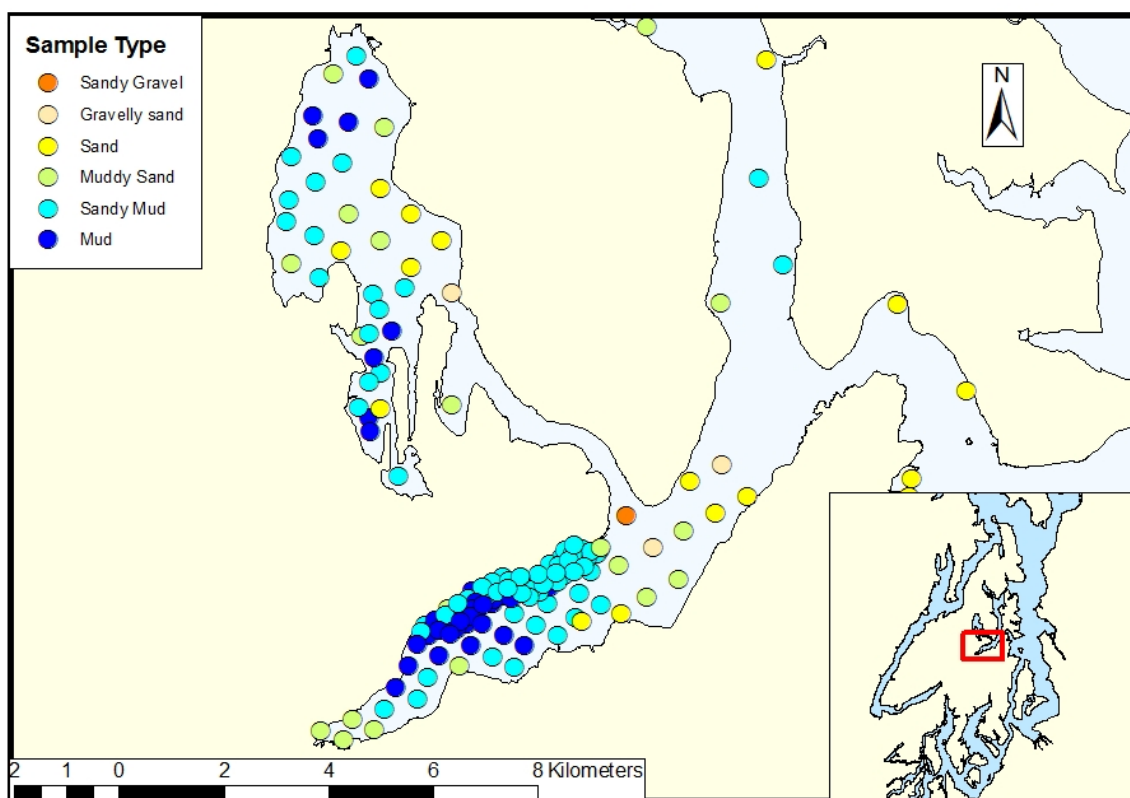 Sample Type
Sandy Gravel
Gravelly sand
Sand
Muddy Sand
Sandy Mud
Mud
N
2 1 0 2 4 6 8 Kilometers